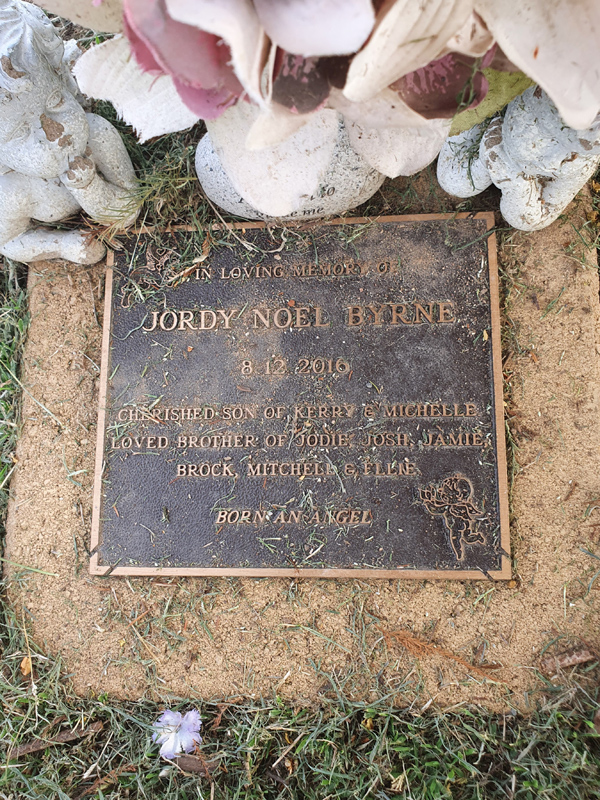 IN LOVING MEMORY OF
JORDY NOEL BYRNE
8.12.2016
CHERISHED SON OF KERRY & MICHELLE
LOVED BROTHER OF JODIE, JOSH, JAMIE,
BROCK, MITCHELL & ELLIE
BORN AN ANGEL